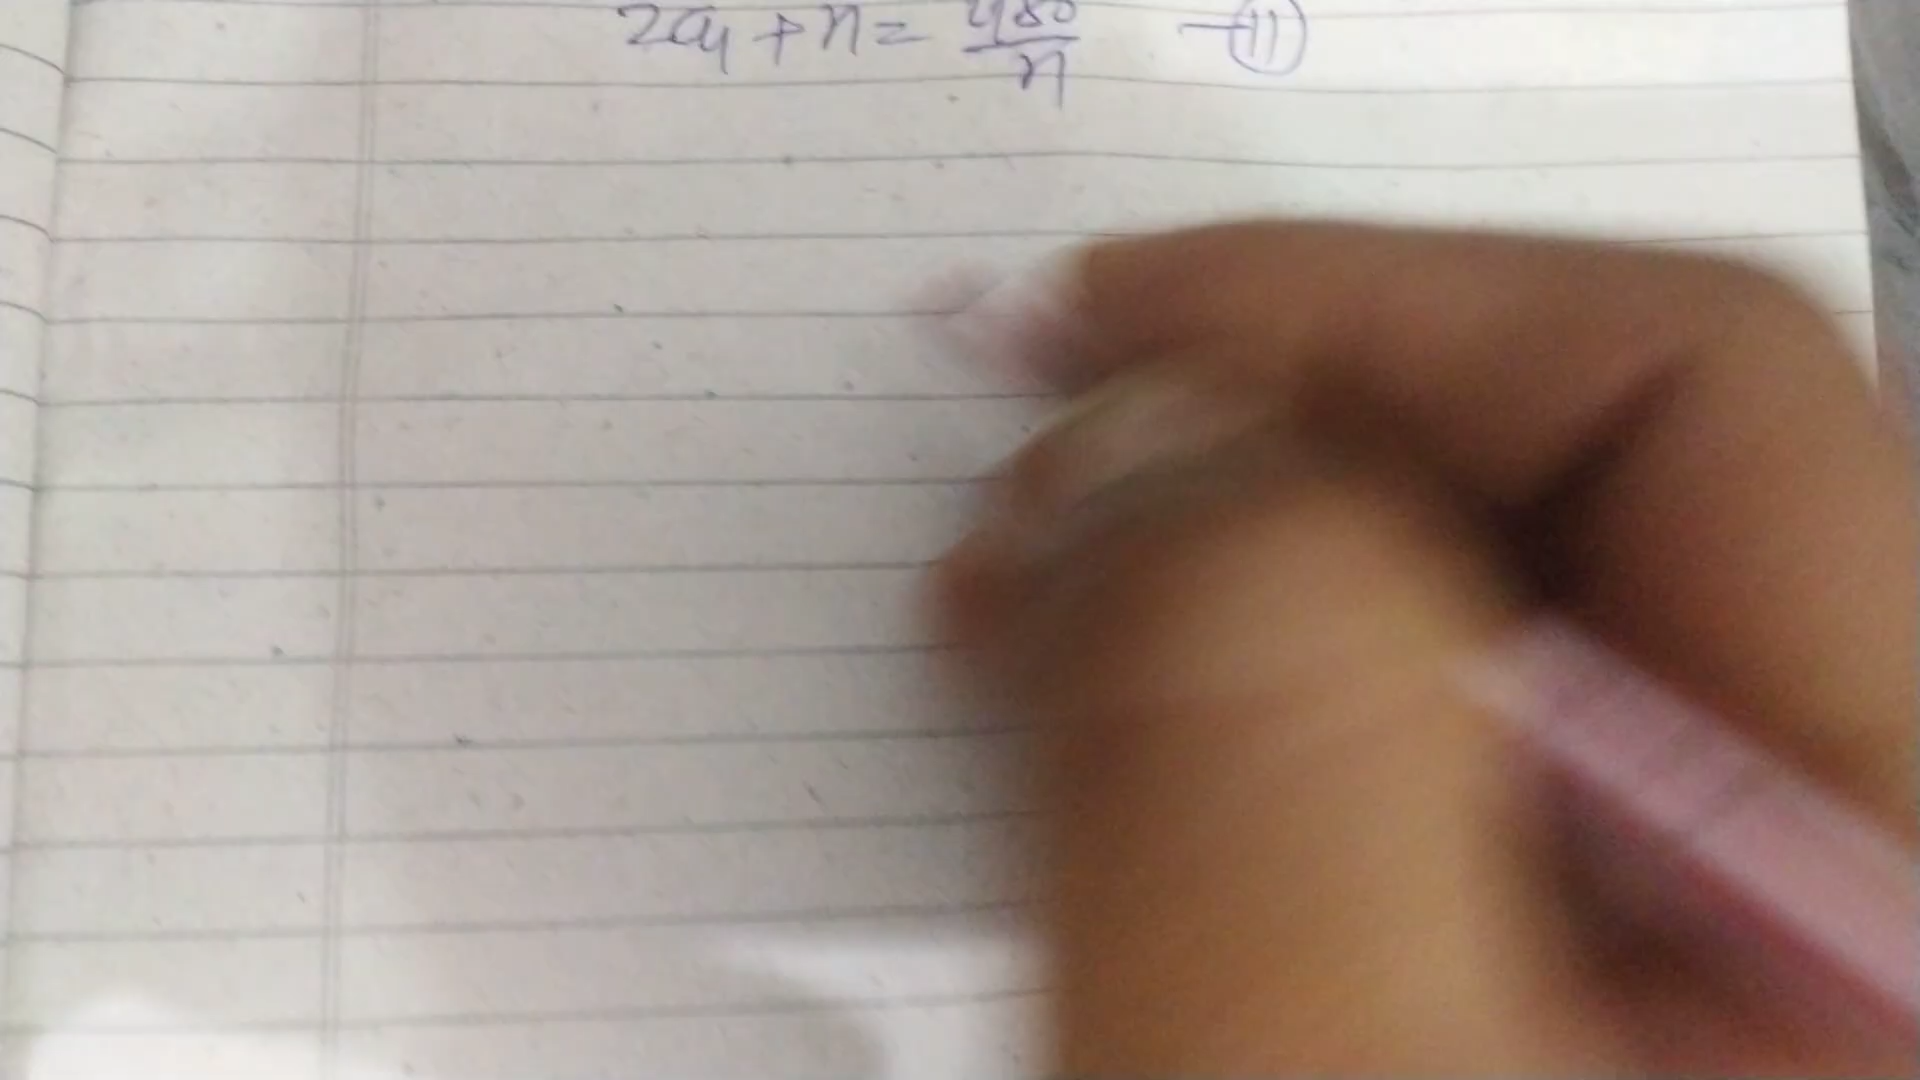 2a₁ + n = 480/n —(11)